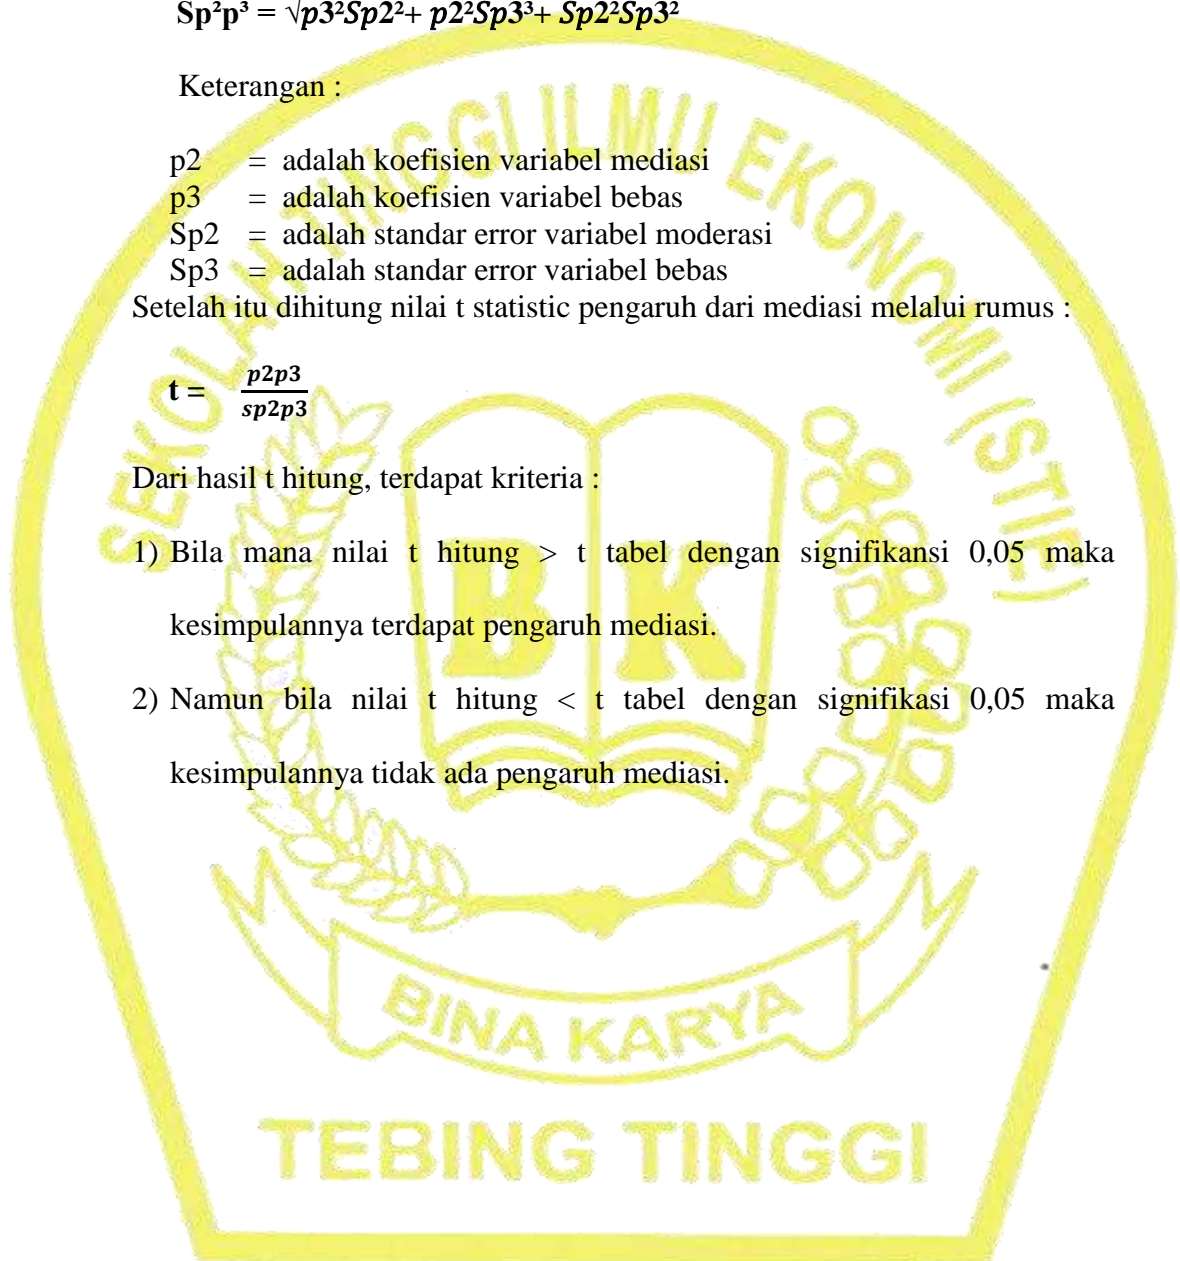 Sp²p³ = √p3²Sp2²+ p2²Sp3³+ Sp2²Sp3²
Keterangan :
p2 = adalah koefisien variabel mediasi
p3 = adalah koefisien variabel bebas
Sp2 = adalah standar error variabel moderasi
Sp3 = adalah standar error variabel bebas
Setelah itu dihitung nilai t statistic pengaruh dari mediasi melalui rumus :
t = p2p3
sp2p3
Dari hasil t hitung, terdapat kriteria :
1) Bila mana nilai t hitung > t tabel dengan signifikansi 0,05 maka
kesimpulannya terdapat pengaruh mediasi.
2) Namun bila nilai t hitung < t tabel dengan signifikasi 0,05 maka
kesimpulannya tidak ada pengaruh mediasi.
SEKOLAH TINGGI ILMU EKONOMI (STIE)
B K
BINA KARYA
TEBING TINGGI